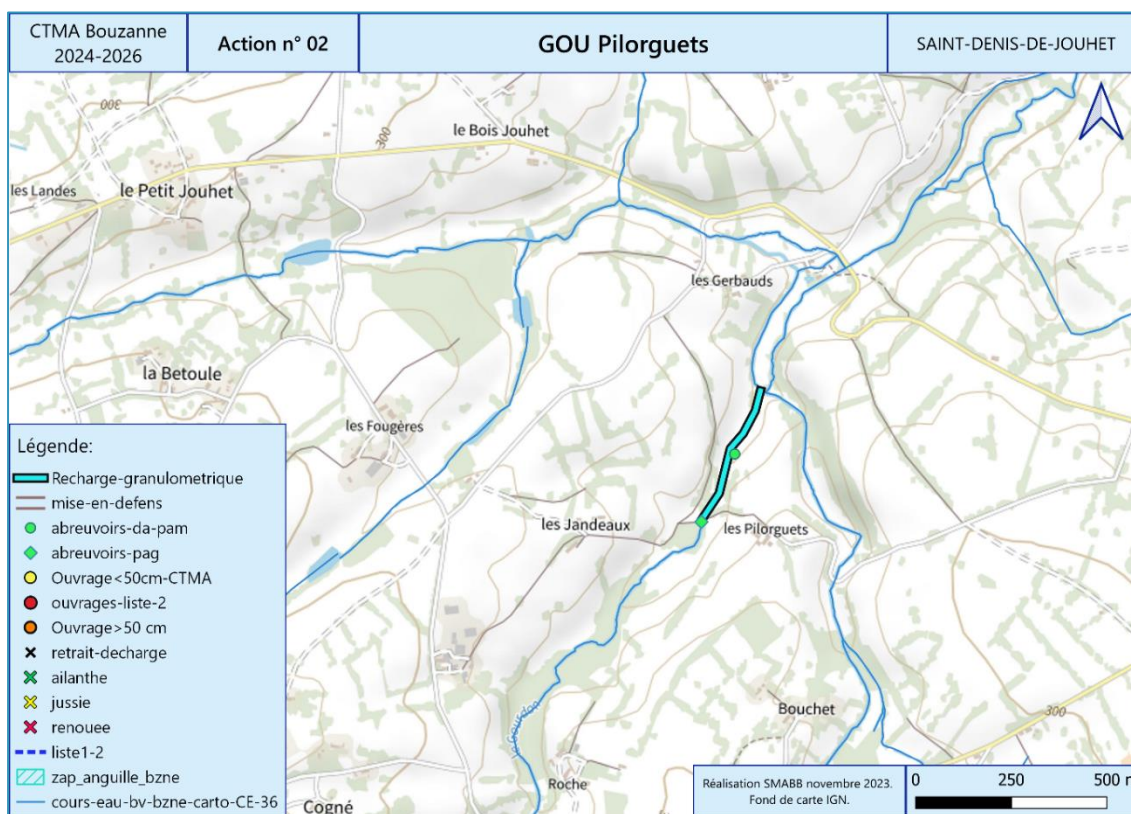 CTMA Bouzanne
2024-2026
Action n° 02
GOU Pilorguets
SAINT-DENIS-DE-JOUHET
300
300
le Bois Jouhet
les Landes
le Petit Jouhet
les Gerbauds
la Betoule
les Fougères
les Jandeaux
les Pilorguets
le Gourdon
Bouchet
300
Roche
Cogné
Légende:
Recharge-granulometrique
mise-en-defens
abreuvoirs-da-pam
abreuvoirs-pag
Ouvrage<50cm-CTMA
ouvrages-liste-2
Ouvrage>50 cm
retrait-decharge
ailanthe
jussie
renouee
liste1-2
zap_anguille_bzne
cours-eau-bv-bzne-carto-CE-36
Réalisation SMABB novembre 2023.
Fond de carte IGN.
0 250 500 m